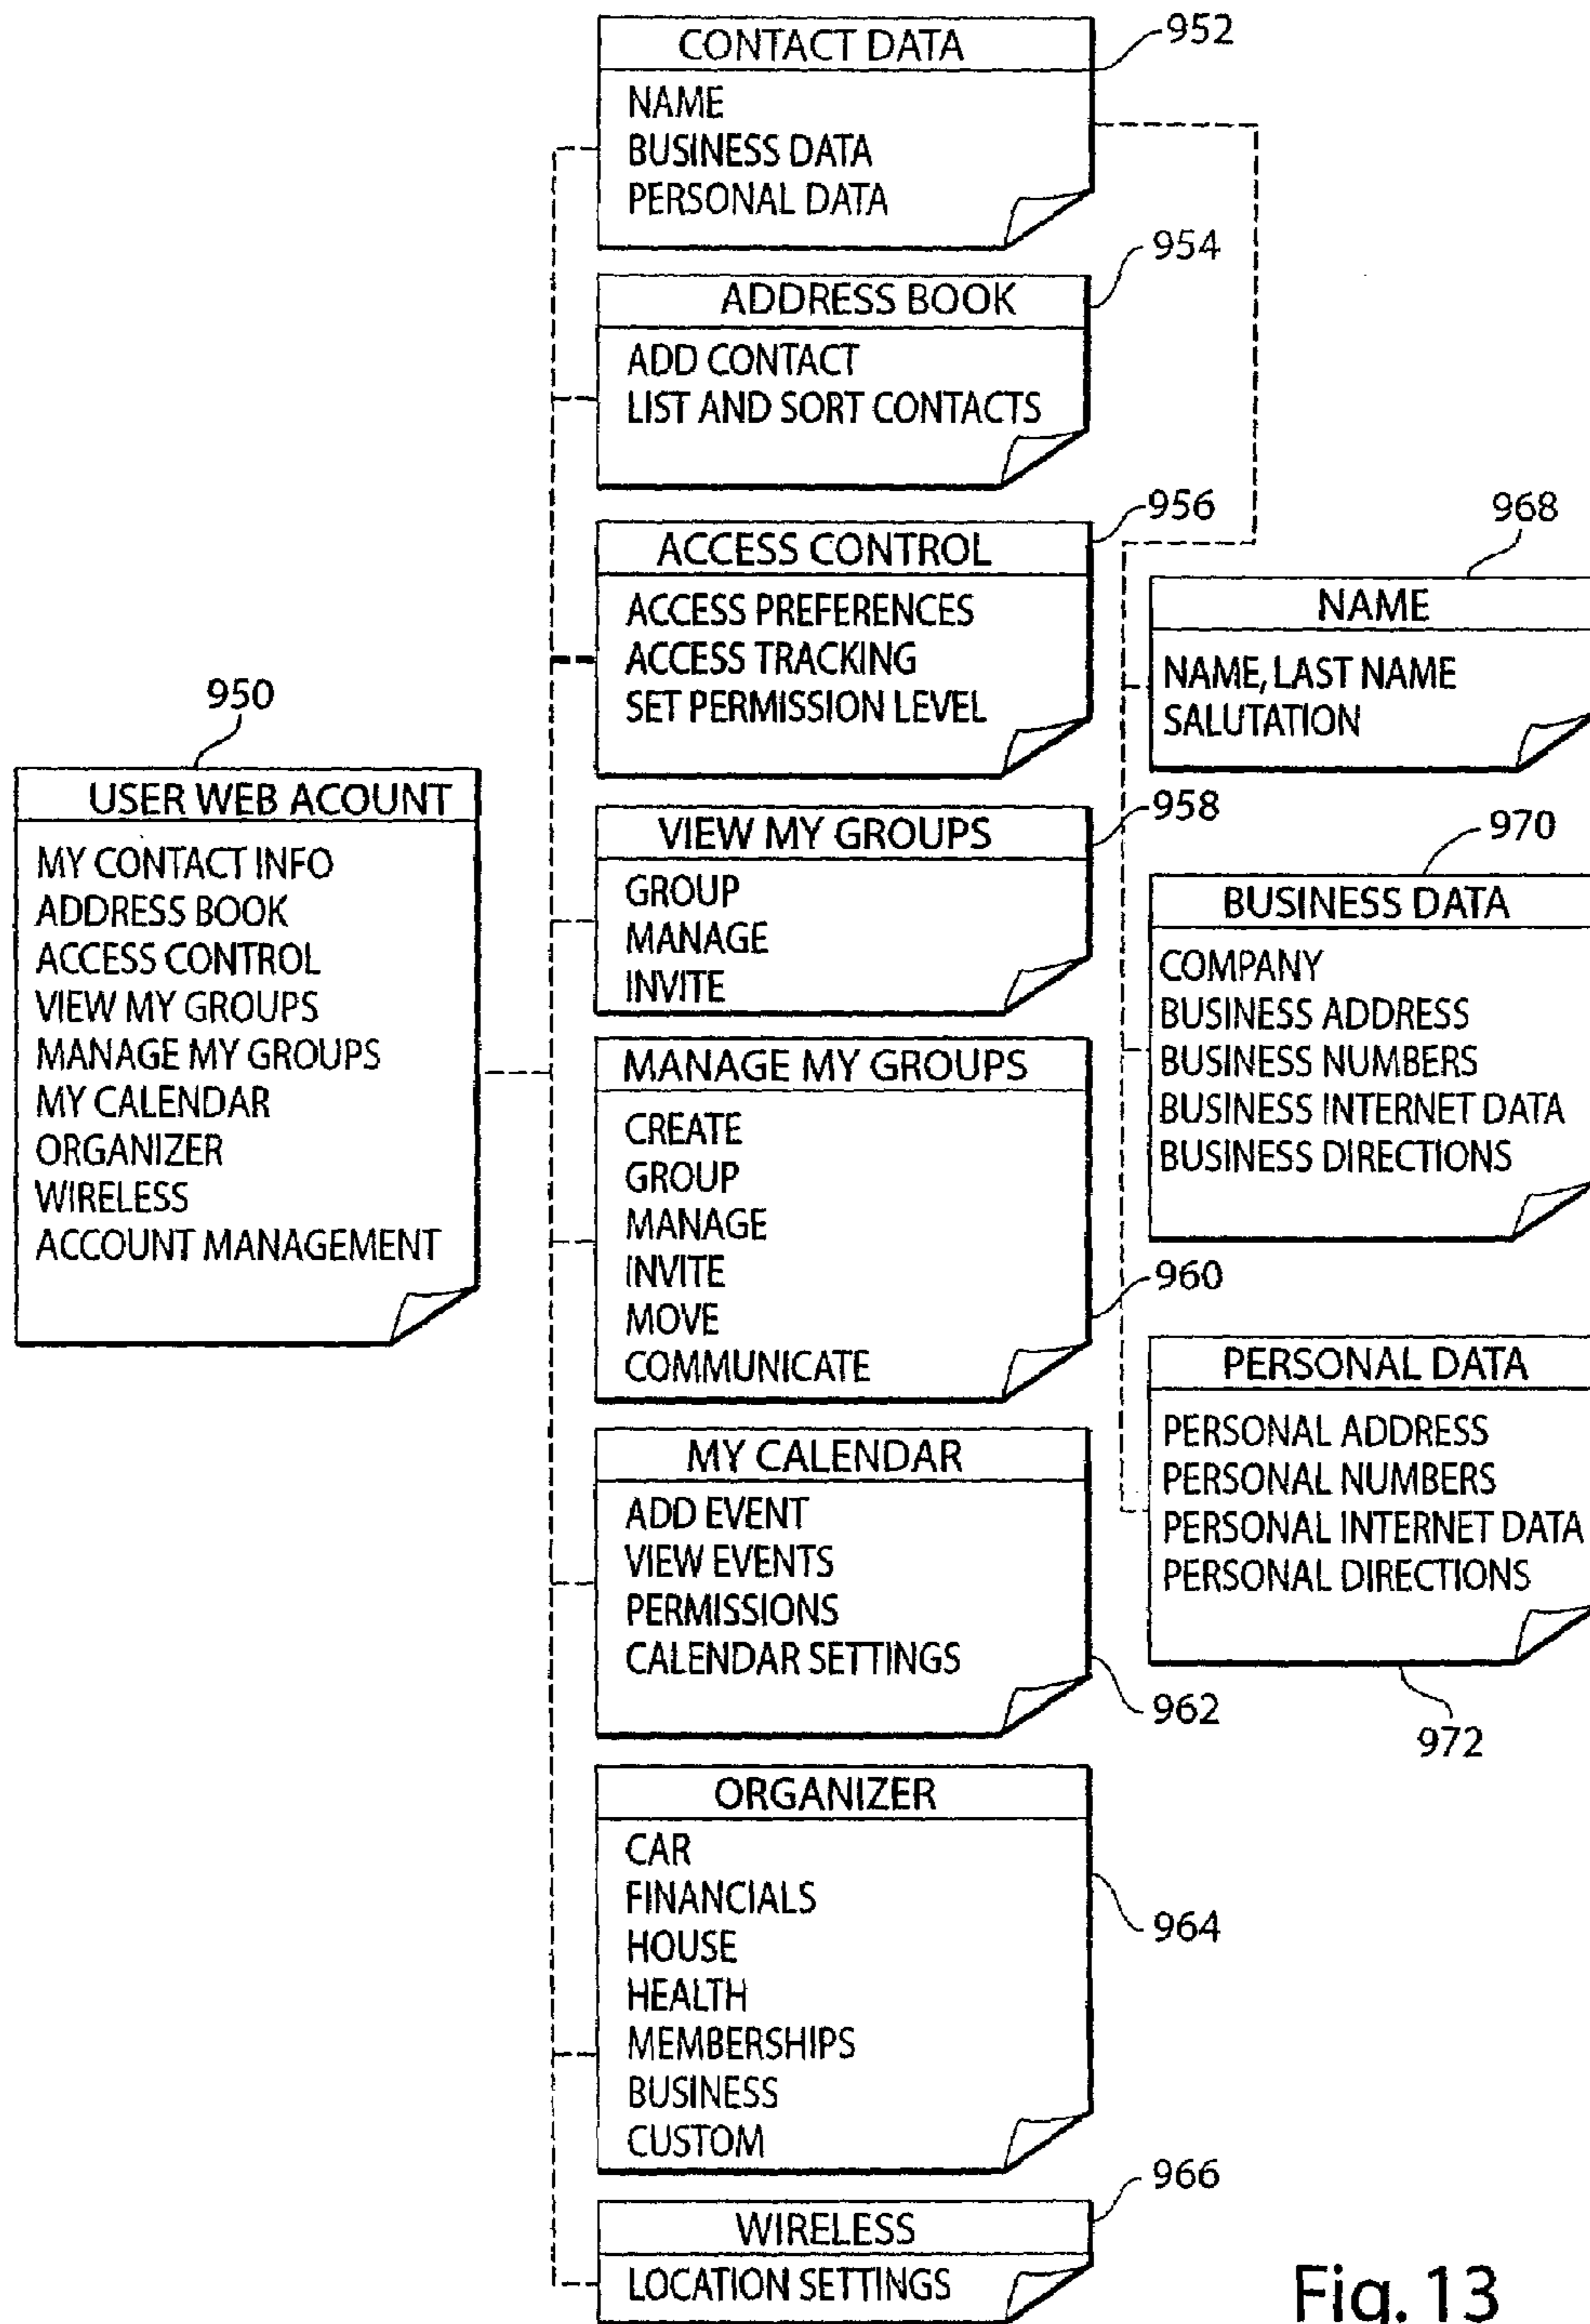 CONTACT DATA
952
NAME
BUSINESS DATA
PERSONAL DATA
954
ADDRESS BOOK
ADD CONTACT
LIST AND SORT CONTACTS
956
ACCESS CONTROL
ACCESS PREFERENCES
ACCESS TRACKING
SET PERMISSION LEVEL
968
NAME
NAME, LAST NAME
SALUTATION
950
USER WEB ACOUNT
MY CONTACT INFO
ADDRESS BOOK
ACCESS CONTROL
VIEW MY GROUPS
MANAGE MY GROUPS
MY CALENDAR
ORGANIZER
WIRELESS
ACCOUNT MANAGEMENT
958
VIEW MY GROUPS
GROUP
MANAGE
INVITE
970
BUSINESS DATA
COMPANY
BUSINESS ADDRESS
BUSINESS NUMBERS
BUSINESS INTERNET DATA
BUSINESS DIRECTIONS
MANAGE MY GROUPS
CREATE
GROUP
MANAGE
INVITE
MOVE
COMMUNICATE
960
PERSONAL DATA
PERSONAL ADDRESS
PERSONAL NUMBERS
PERSONAL INTERNET DATA
PERSONAL DIRECTIONS
972
MY CALENDAR
ADD EVENT
VIEW EVENTS
PERMISSIONS
CALENDAR SETTINGS
962
ORGANIZER
CAR
FINANCIALS
HOUSE
HEALTH
MEMBERSHIPS
BUSINESS
CUSTOM
964
966
WIRELESS
LOCATION SETTINGS
Fig. 13